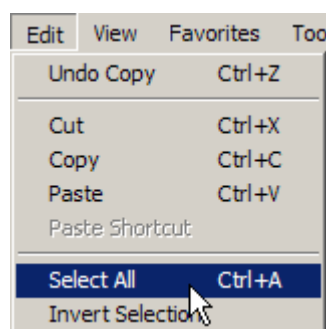 Edit View Favorites Too
Undo Copy Ctrl+Z
Cut Ctrl+X
Copy Ctrl+C
Paste Ctrl+V
Paste Shortcut
Select All Ctrl+A
Invert Selection